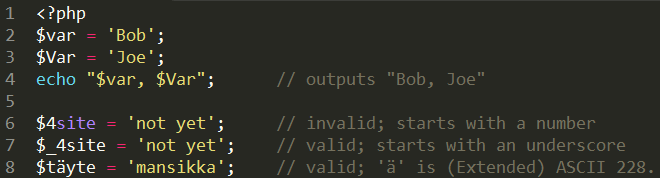 1 <?php
2 $var = 'Bob';
3 $Var = 'Joe';
4 echo "$var, $Var";      // outputs "Bob, Joe"
5
6 $4site = 'not yet';     // invalid; starts with a number
7 $_4site = 'not yet';    // valid; starts with an underscore
8 $täyte = 'mansikka';    // valid; 'ä' is (Extended) ASCII 228.